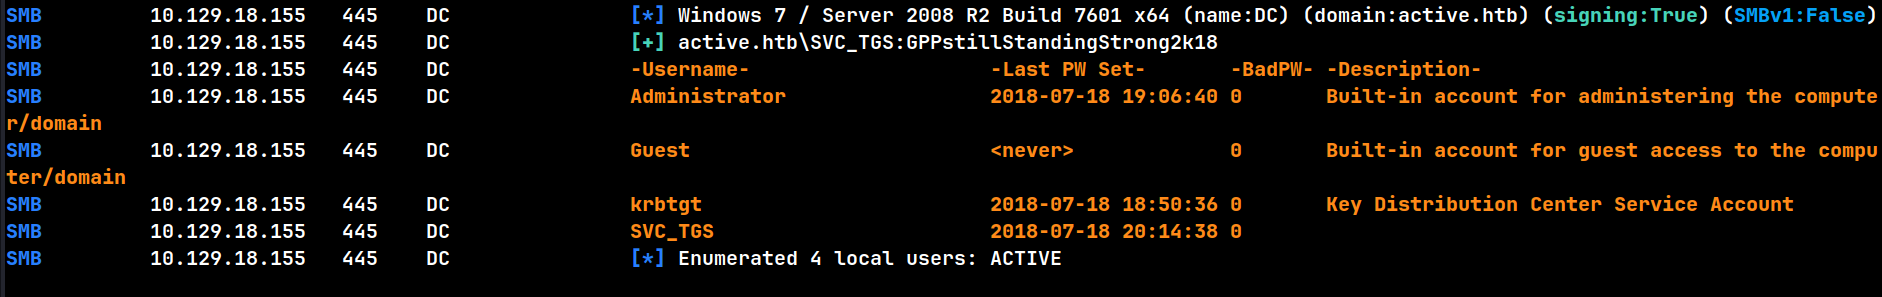 SMB 10.129.18.155 445 DC [*] Windows 7 / Server 2008 R2 Build 7601 x64 (name:DC) (domain:active.htb) (signing:True) (SMBv1:False)
SMB 10.129.18.155 445 DC [+] active.htb\SVC_TGS:GPPstillStandingStrong2k18
SMB 10.129.18.155 445 DC -Username- -Last PW Set- -BadPW- -Description-
SMB 10.129.18.155 445 DC Administrator 2018-07-18 19:06:40 0 Built-in account for administering the compute
r/domain
SMB 10.129.18.155 445 DC Guest <never> 0 Built-in account for guest access to the compu
ter/domain
SMB 10.129.18.155 445 DC krbtgt 2018-07-18 18:50:36 0 Key Distribution Center Service Account
SMB 10.129.18.155 445 DC SVC_TGS 2018-07-18 20:14:38 0
SMB 10.129.18.155 445 DC [*] Enumerated 4 local users: ACTIVE